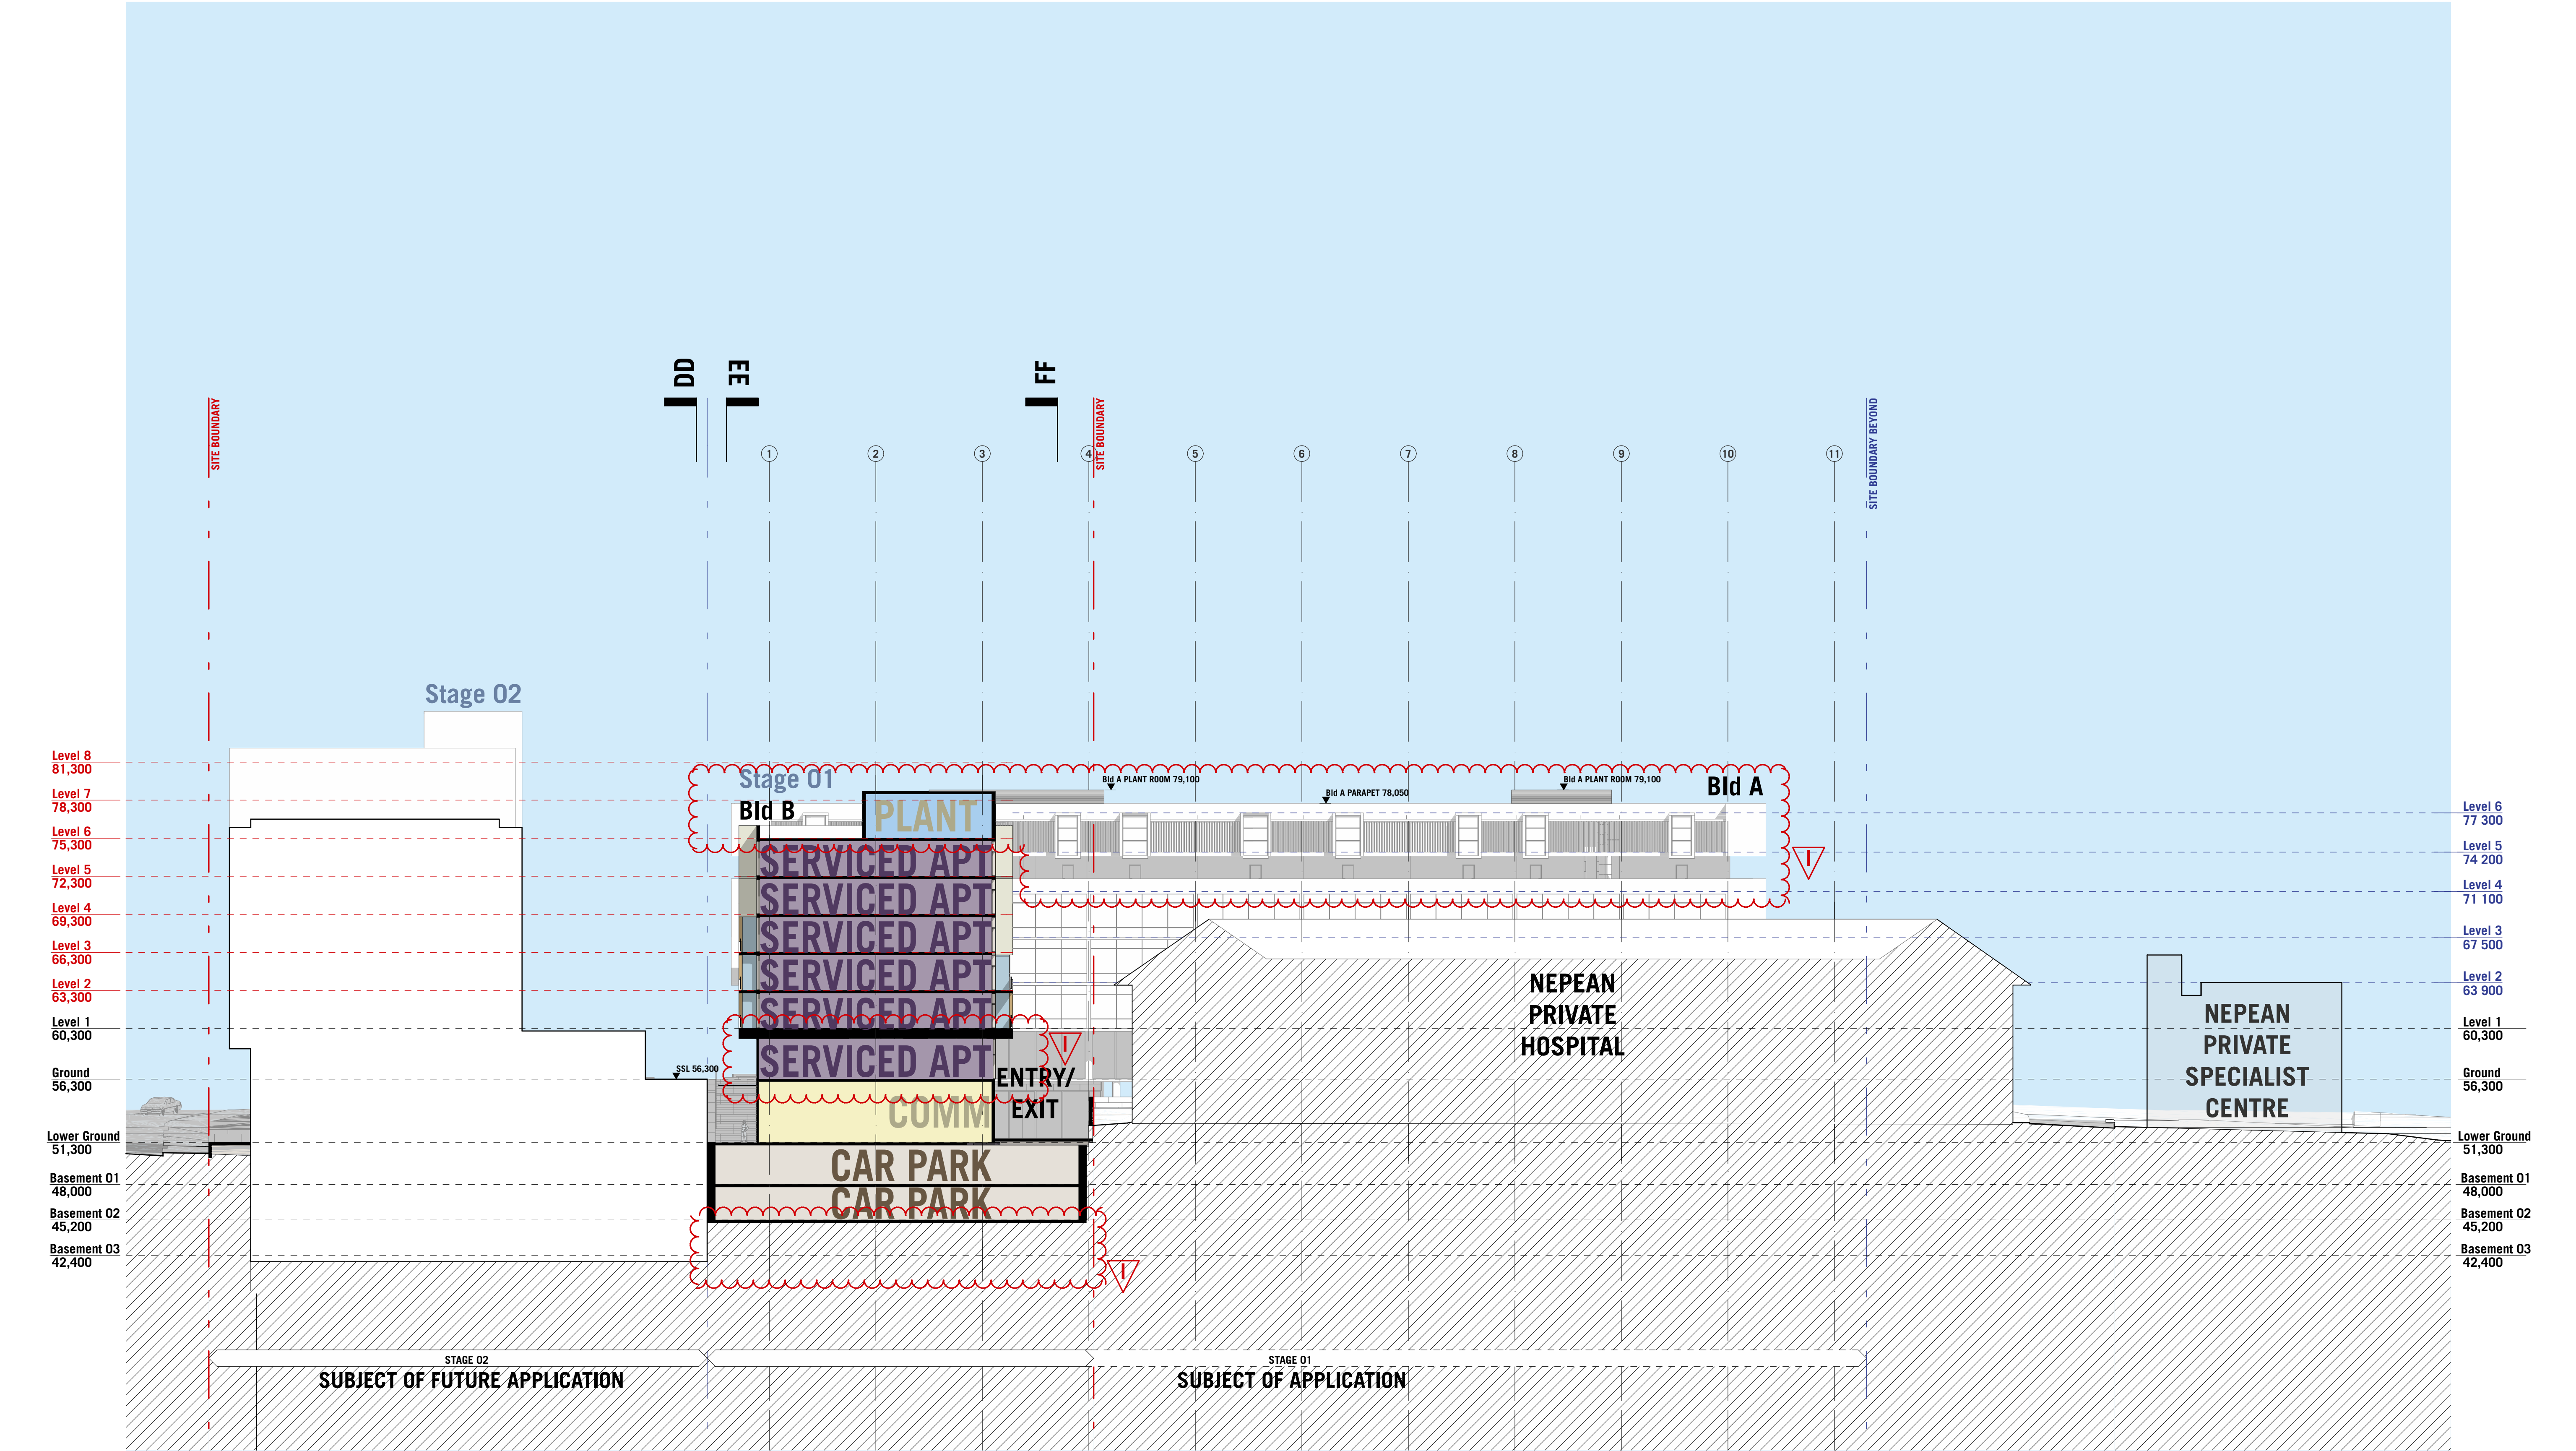 DD
EE
FF
SITE BOUNDARY
SITE BOUNDARY
SITE BOUNDARY BEYOND
1
2
3
4
5
6
7
8
9
10
11
Stage 02
Level 8
81,300
Level 7
78,300
Level 6
75,300
Level 5
72,300
Level 4
69,300
Level 3
66,300
Level 2
63,300
Level 1
60,300
Ground
56,300
Lower Ground
51,300
Basement 01
48,000
Basement 02
45,200
Basement 03
42,400
Stage 01
Bld B
Bld A PLANT ROOM 79,100
Bld A PARAPET 78,050
Bld A PLANT ROOM 79,100
Bld A
PLANT
SERVICED APT
SERVICED APT
SERVICED APT
SERVICED APT
SERVICED APT
SERVICED APT
SSL 56,300
COMM
ENTRY/
EXIT
CAR PARK
CAR PARK
I
I
I
NEPEAN
PRIVATE
HOSPITAL
NEPEAN
PRIVATE
SPECIALIST
CENTRE
Level 6
77 300
Level 5
74 200
Level 4
71 100
Level 3
67 500
Level 2
63 900
Level 1
60,300
Ground
56,300
Lower Ground
51,300
Basement 01
48,000
Basement 02
45,200
Basement 03
42,400
STAGE 02
SUBJECT OF FUTURE APPLICATION
STAGE 01
SUBJECT OF APPLICATION